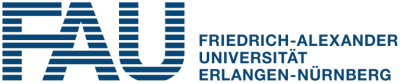 FAU
FRIEDRICH-ALEXANDER
UNIVERSITÄT
ERLANGEN-NÜRNBERG